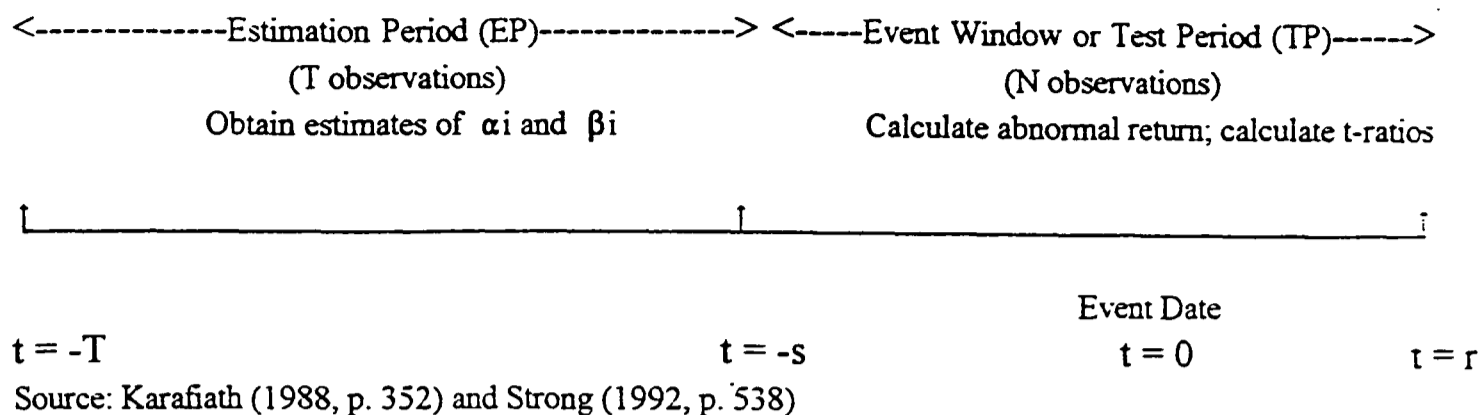 <-------------Estimation Period (EP)--------------> <-----Event Window or Test Period (TP)------>
(T observations) (N observations)
Obtain estimates of αi and βi Calculate abnormal return; calculate t-ratios
Event Date
t = -T t = -s t = 0 t = r
Source: Karafiath (1988, p. 352) and Strong (1992, p. 538)